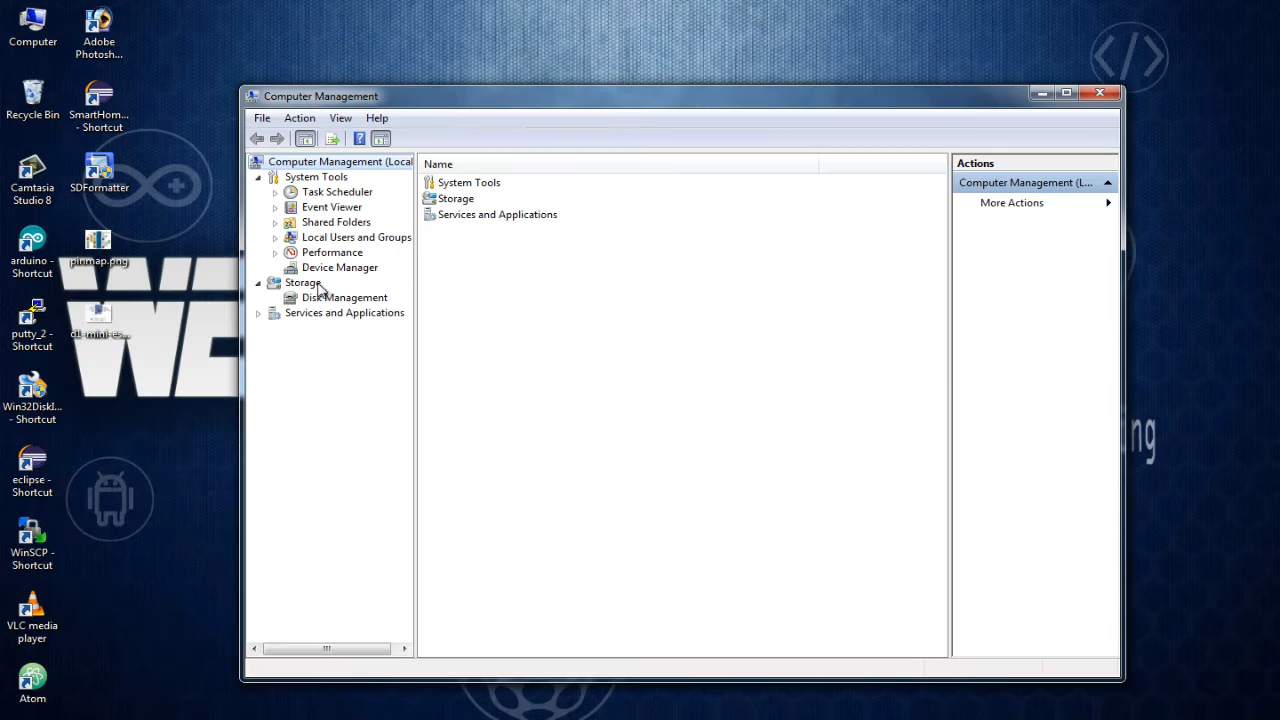 Computer
Adobe
Photosh...
Recycle Bin
SmartHom...
- Shortcut
Camtasia
Studio 8
SDFormatter
arduino -
Shortcut
pinmap.png
putty_2 -
Shortcut
d1-mini-es...
Win32DiskI...
- Shortcut
eclipse -
Shortcut
WinSCP -
Shortcut
VLC media
player
Atom
Computer Management
File Action View Help
Computer Management (Local
System Tools
Task Scheduler
Event Viewer
Shared Folders
Local Users and Groups
Performance
Device Manager
Storage
Disk Management
Services and Applications
Name
System Tools
Storage
Services and Applications
Actions
Computer Management (L...
More Actions